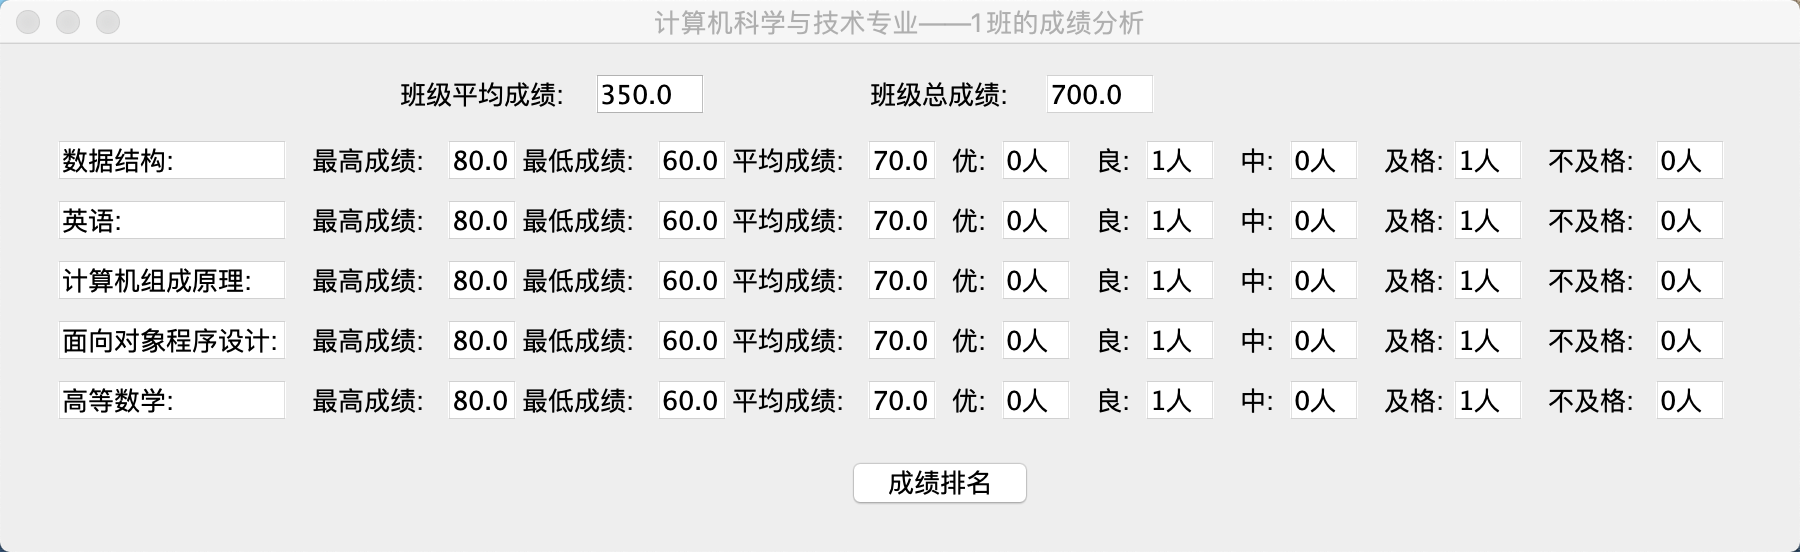 计算机科学与技术专业——1班的成绩分析
班级平均成绩: 350.0 班级总成绩: 700.0
数据结构: 最高成绩: 80.0 最低成绩: 60.0 平均成绩: 70.0 优: 0人 良: 1人 中: 0人 及格: 1人 不及格: 0人
英语: 最高成绩: 80.0 最低成绩: 60.0 平均成绩: 70.0 优: 0人 良: 1人 中: 0人 及格: 1人 不及格: 0人
计算机组成原理: 最高成绩: 80.0 最低成绩: 60.0 平均成绩: 70.0 优: 0人 良: 1人 中: 0人 及格: 1人 不及格: 0人
面向对象程序设计: 最高成绩: 80.0 最低成绩: 60.0 平均成绩: 70.0 优: 0人 良: 1人 中: 0人 及格: 1人 不及格: 0人
高等数学: 最高成绩: 80.0 最低成绩: 60.0 平均成绩: 70.0 优: 0人 良: 1人 中: 0人 及格: 1人 不及格: 0人
成绩排名